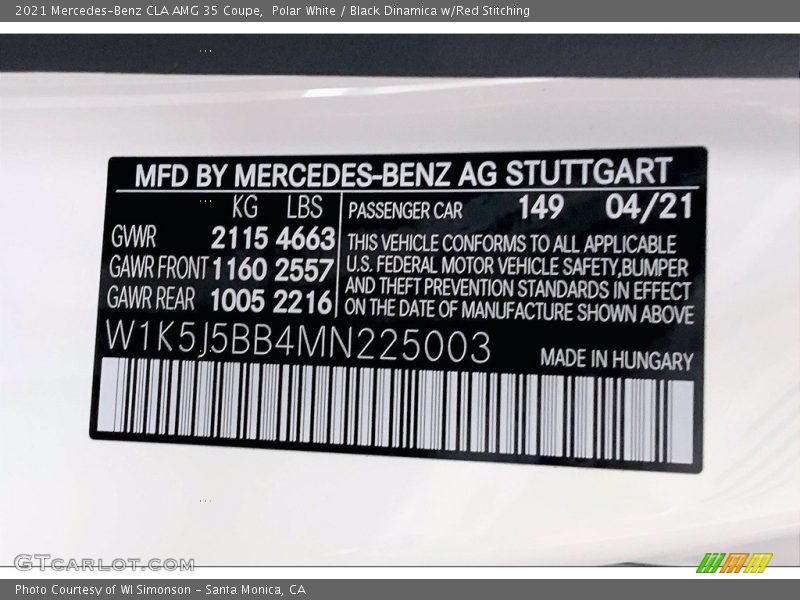 2021 Mercedes-Benz CLA AMG 35 Coupe,  Polar White / Black Dinamica w/Red Stitching
MFD BY MERCEDES-BENZ AG STUTTGART
KG LBS
GVWR 2115 4663
GAWR FRONT 1160 2557
GAWR REAR 1005 2216
PASSENGER CAR 149 04/21
THIS VEHICLE CONFORMS TO ALL APPLICABLE
U.S. FEDERAL MOTOR VEHICLE SAFETY,BUMPER
AND THEFT PREVENTION STANDARDS IN EFFECT
ON THE DATE OF MANUFACTURE SHOWN ABOVE
W1K5J5BB4MN225003
MADE IN HUNGARY
GTCARLOT.COM
Photo Courtesy of WI Simonson - Santa Monica, CA